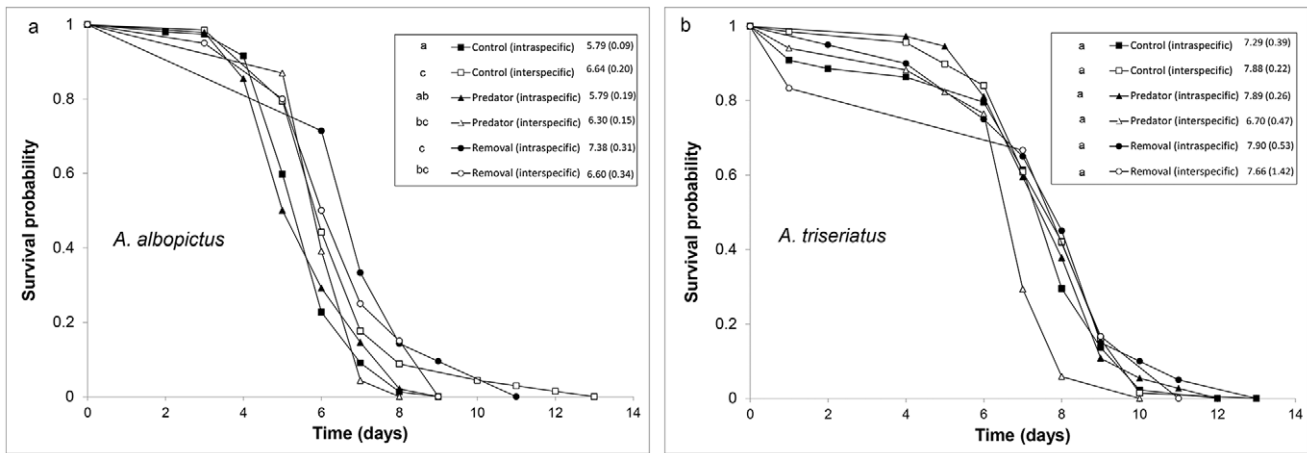 a
Survival probability
1
0.8
0.6
0.4
0.2
0
a Control (intraspecific) 5.79 (0.09)
c Control (interspecific) 6.64 (0.20)
ab Predator (intraspecific) 5.79 (0.19)
bc Predator (interspecific) 6.30 (0.15)
c Removal (intraspecific) 7.38 (0.31)
bc Removal (interspecific) 6.60 (0.34)
A. albopictus
0 2 4 6 8 10 12 14
Time (days)
b
Survival probability
1
0.8
0.6
0.4
0.2
0
a Control (intraspecific) 7.29 (0.39)
a Control (interspecific) 7.88 (0.22)
a Predator (intraspecific) 7.89 (0.26)
a Predator (interspecific) 6.70 (0.47)
a Removal (intraspecific) 7.90 (0.53)
a Removal (interspecific) 7.66 (1.42)
A. triseriatus
0 2 4 6 8 10 12 14
Time (days)